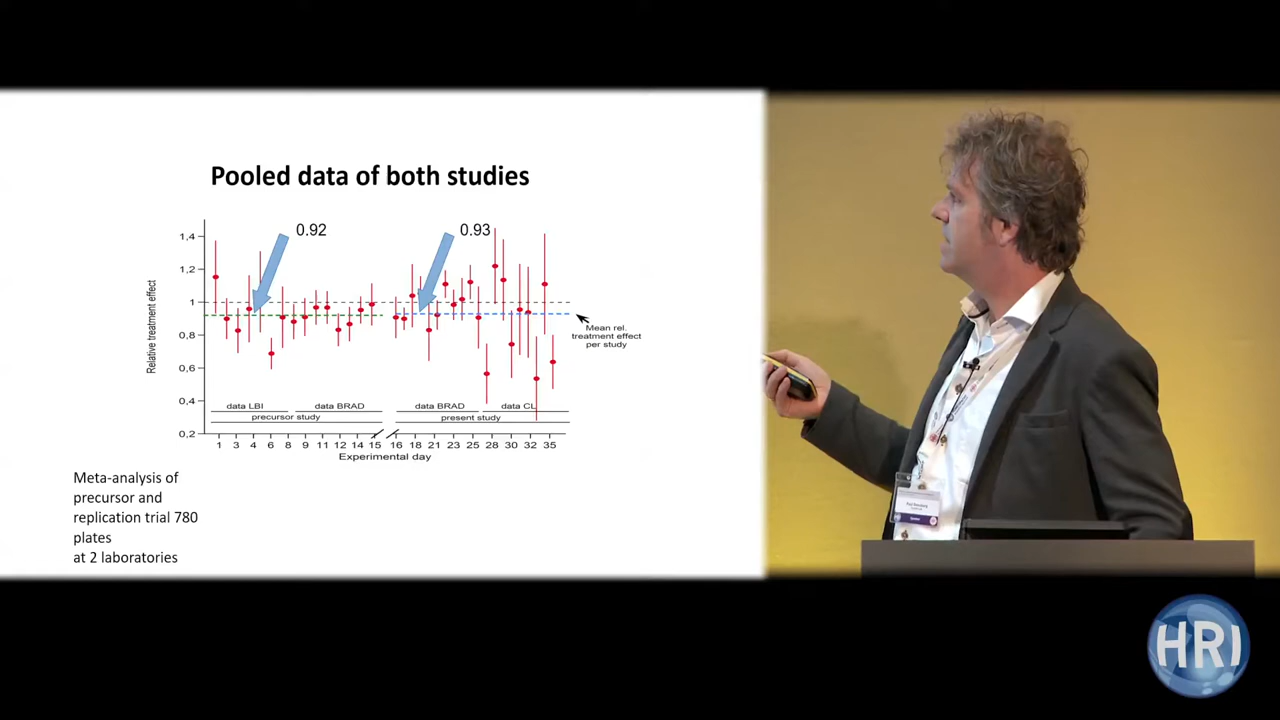 Pooled data of both studies
0.92
0.93
1,4
1,2
1
0,8
0,6
0,4
0,2
Relative treatment effect
Mean rel.
treatment effect
per study
data LBI
data BRAD
data BRAD
data CL
precursor study
present study
1 3 4 6 8 9 11 12 14 15 16 18 21 23 25 28 30 32 35
Experimental day
Meta-analysis of
precursor and
replication trial 780
plates
at 2 laboratories
HRI